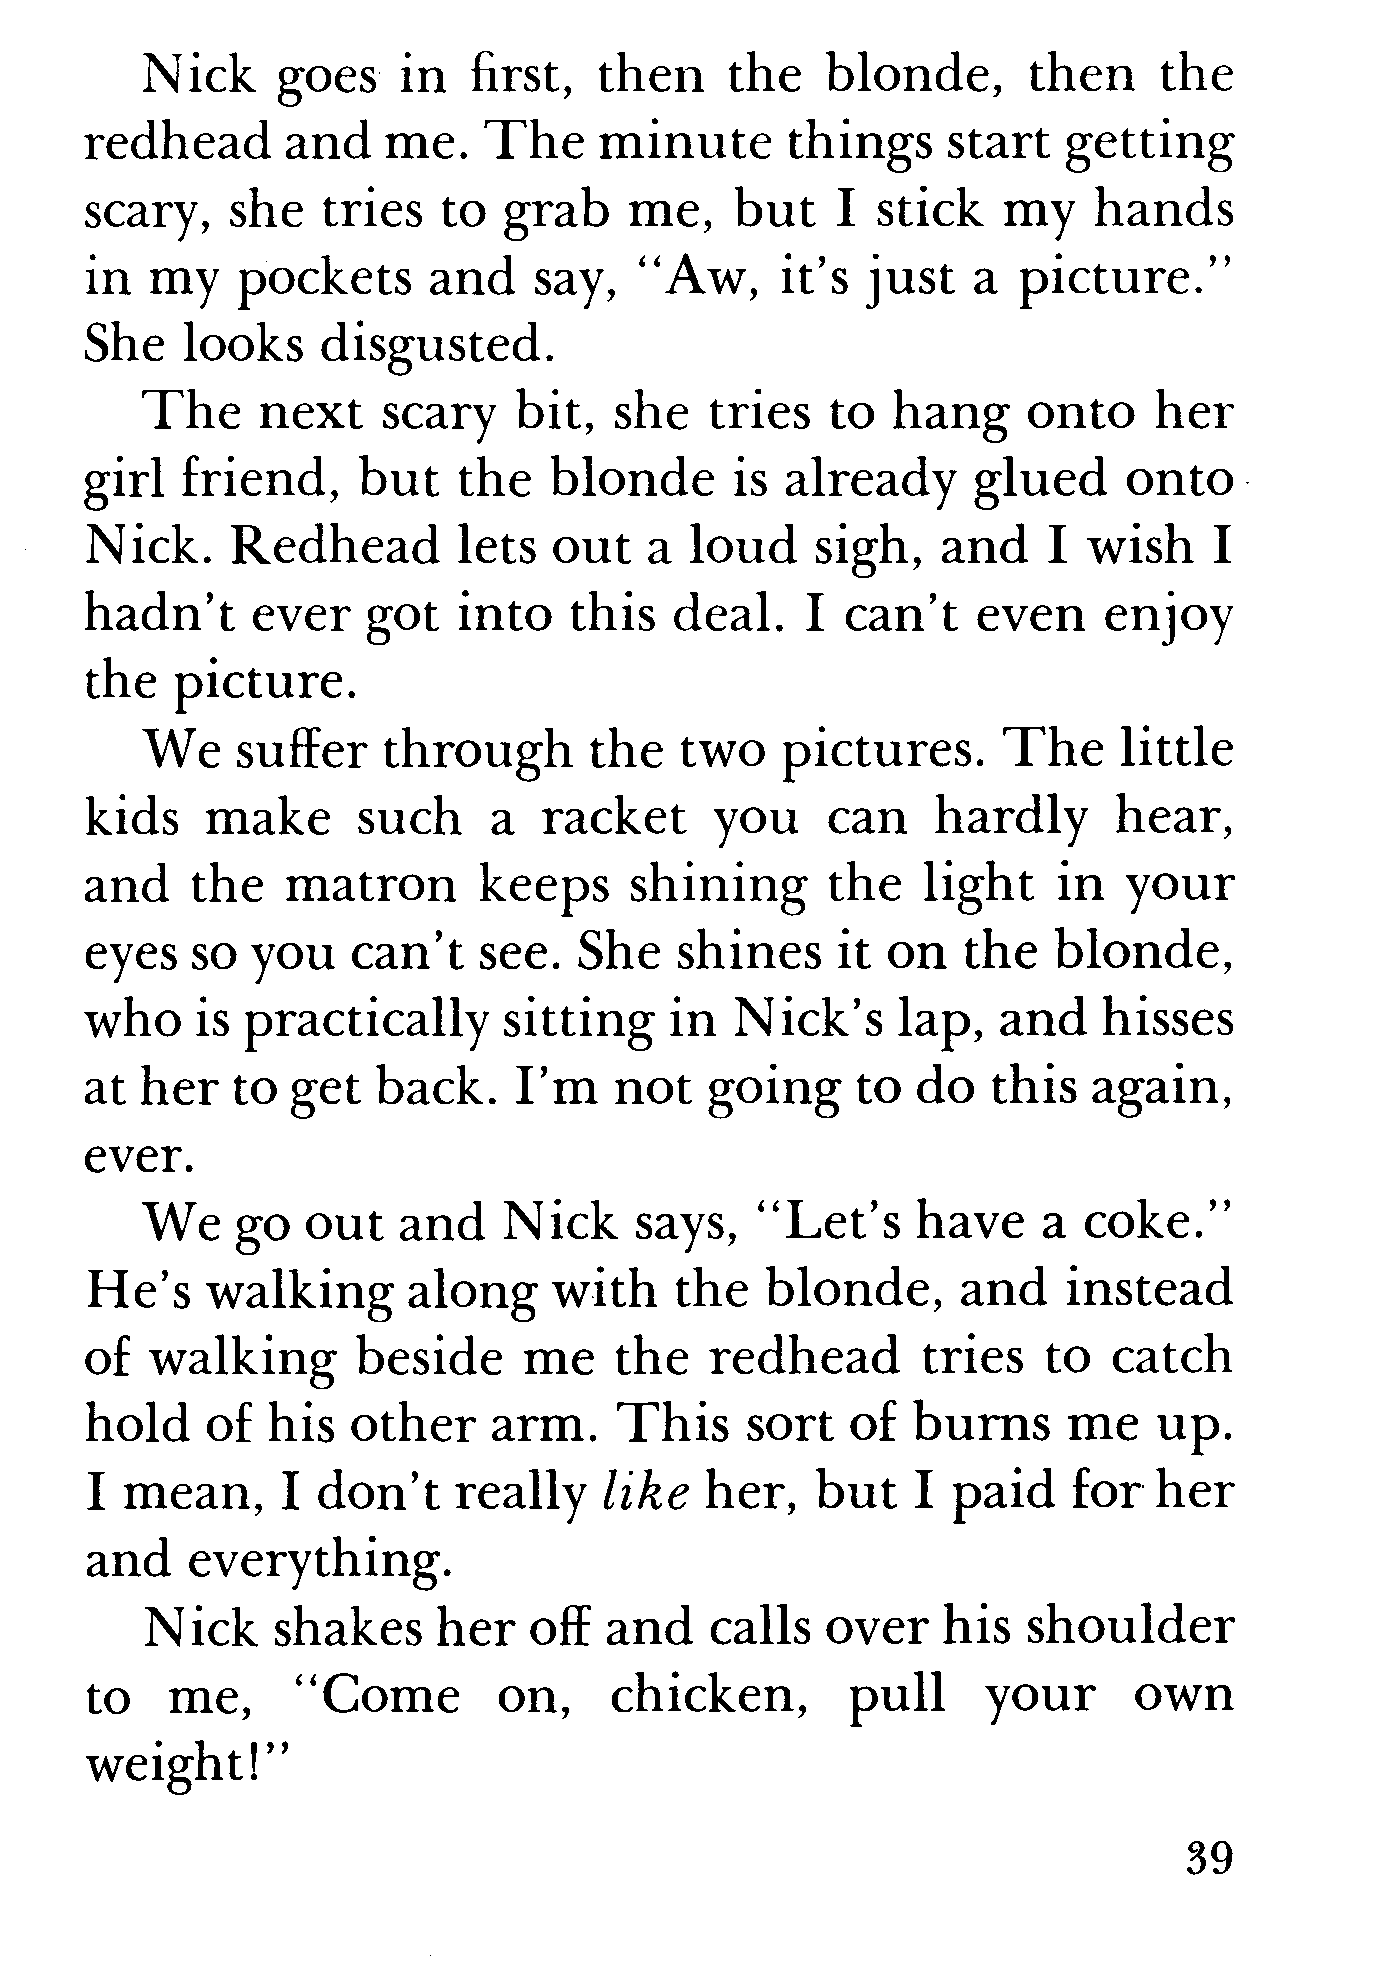 Nick goes in first, then the blonde, then the
redhead and me. The minute things start getting
scary, she tries to grab me, but I stick my hands
in my pockets and say, “Aw, it’s just a picture.”
She looks disgusted.
The next scary bit, she tries to hang onto her
girl friend, but the blonde is already glued onto
Nick. Redhead lets out a loud sigh, and I wish I
hadn’t ever got into this deal. I can’t even enjoy
the picture.
We suffer through the two pictures. The little
kids make such a racket you can hardly hear,
and the matron keeps shining the light in your
eyes so you can’t see. She shines it on the blonde,
who is practically sitting in Nick’s lap, and hisses
at her to get back. I’m not going to do this again,
ever.
We go out and Nick says, “Let’s have a coke.”
He’s walking along with the blonde, and instead
of walking beside me the redhead tries to catch
hold of his other arm. This sort of burns me up.
I mean, I don’t really like her, but I paid for her
and everything.
Nick shakes her off and calls over his shoulder
to me, “Come on, chicken, pull your own
weight!”
39